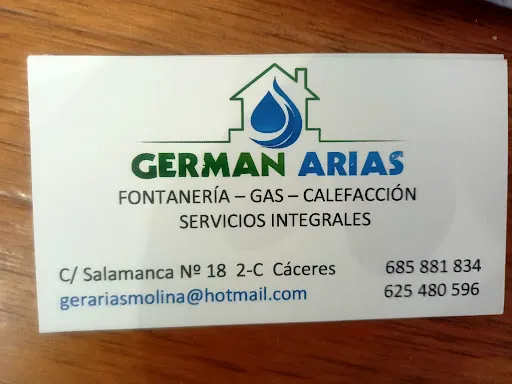 GERMAN ARIAS
FONTANERÍA – GAS – CALEFACCIÓN
SERVICIOS INTEGRALES
C/ Salamanca Nº 18 2-C Cáceres 685 881 834
gerariasmolina@hotmail.com 625 480 596